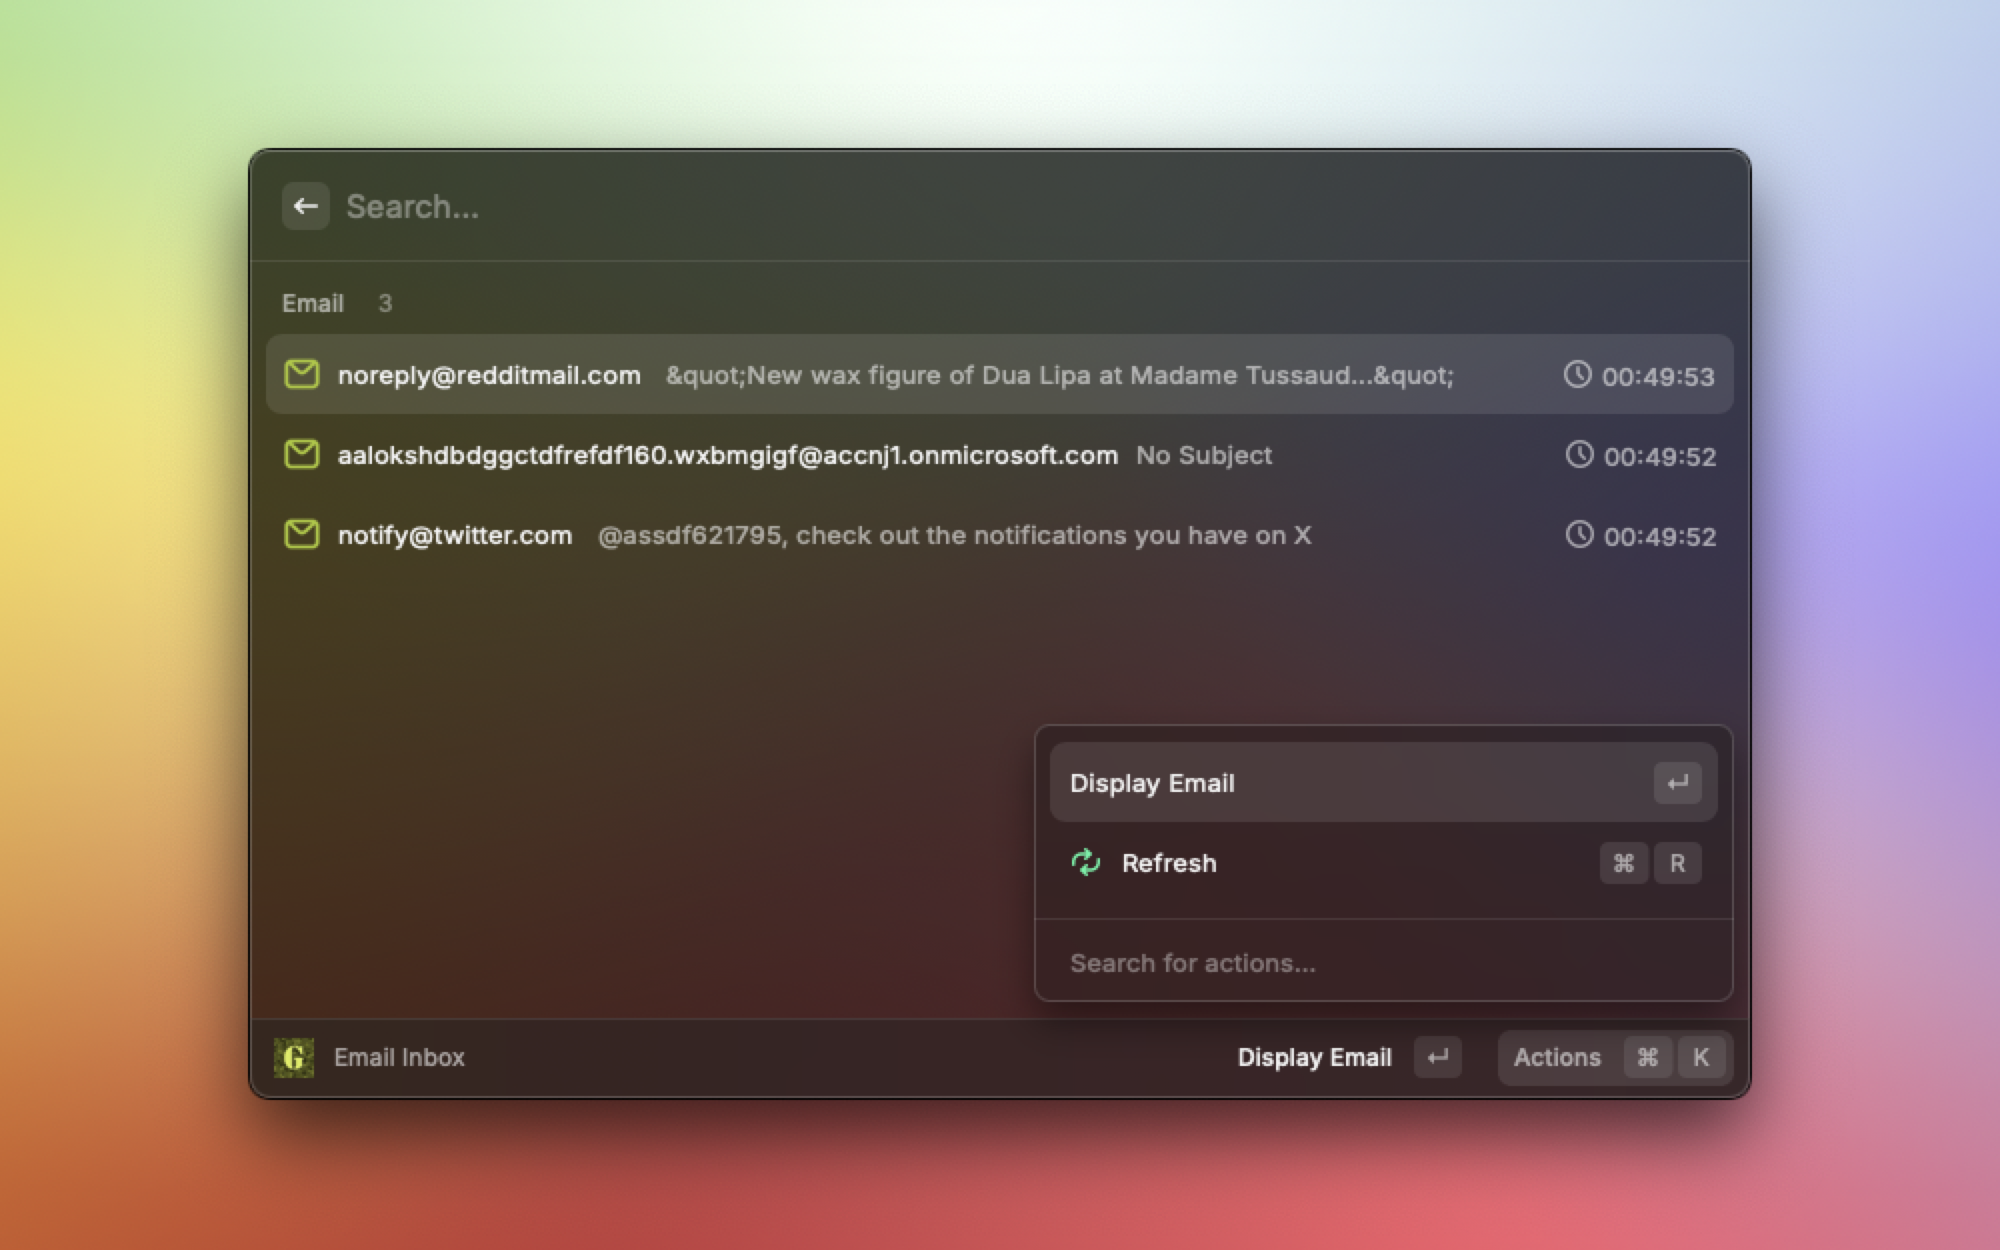 Search...
Email 3
noreply@redditmail.com &quot;New wax figure of Dua Lipa at Madame Tussaud...&quot; 00:49:53
aalokshdbdggctdfrefdf160.wxbmgigf@accnj1.onmicrosoft.com No Subject 00:49:52
notify@twitter.com @assdf621795, check out the notifications you have on X 00:49:52
Display Email ↵
Refresh ⌘ R
Search for actions...
G Email Inbox Display Email ↵ Actions ⌘ K